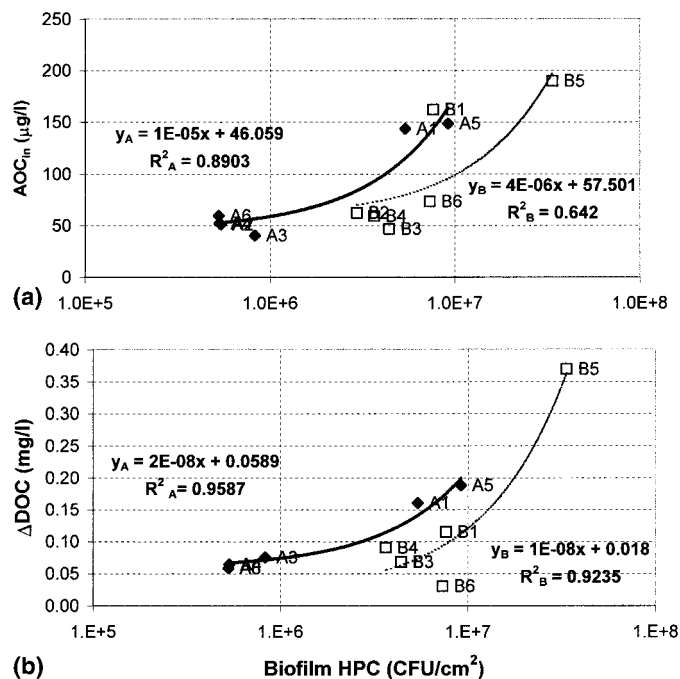 250
200
150
100
50
0
AOCin (µg/l)
yA = 1E-05x + 46.059
R²A = 0.8903
B1
A1
A5
B5
A6
A3
B2
B4
B3
B6
yB = 4E-06x + 57.501
R²B = 0.642
(a)
1.0E+5 1.0E+6 1.0E+7 1.0E+8
0.40
0.35
0.30
0.25
0.20
0.15
0.10
0.05
0.00
ΔDOC (mg/l)
B5
yA = 2E-08x + 0.0589
R²A = 0.9587
A5
A1
B1
B4
A3
B3
B6
yB = 1E-08x + 0.018
R²B = 0.9235
1.E+5 1.E+6 1.E+7 1.E+8
(b) Biofilm HPC (CFU/cm²)